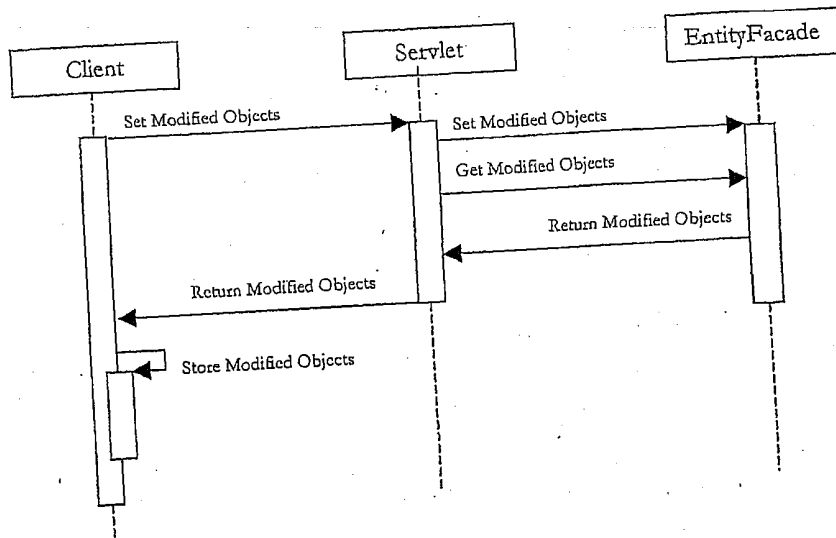 Client
Servlet
EntityFacade
Set Modified Objects
Set Modified Objects
Get Modified Objects
Return Modified Objects
Return Modified Objects
Store Modified Objects